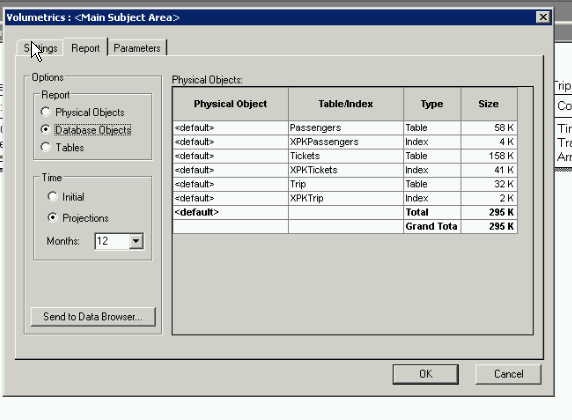 Volumetrics : <Main Subject Area>
Settings Report Parameters
Options
Report
Physical Objects
Database Objects
Tables
Time
Initial
Projections
Months: 12
Send to Data Browser...
Physical Objects:
Physical Object Table/Index Type Size
<default> Passengers Table 58 K
<default> XPKPassengers Index 4 K
<default> Tickets Table 158 K
<default> XPKTickets Index 41 K
<default> Trip Table 32 K
<default> XPKTrip Index 2 K
<default> Total 295 K
Grand Tota 295 K
OK Cancel
Trip
Co
Tir
Tra
Arr